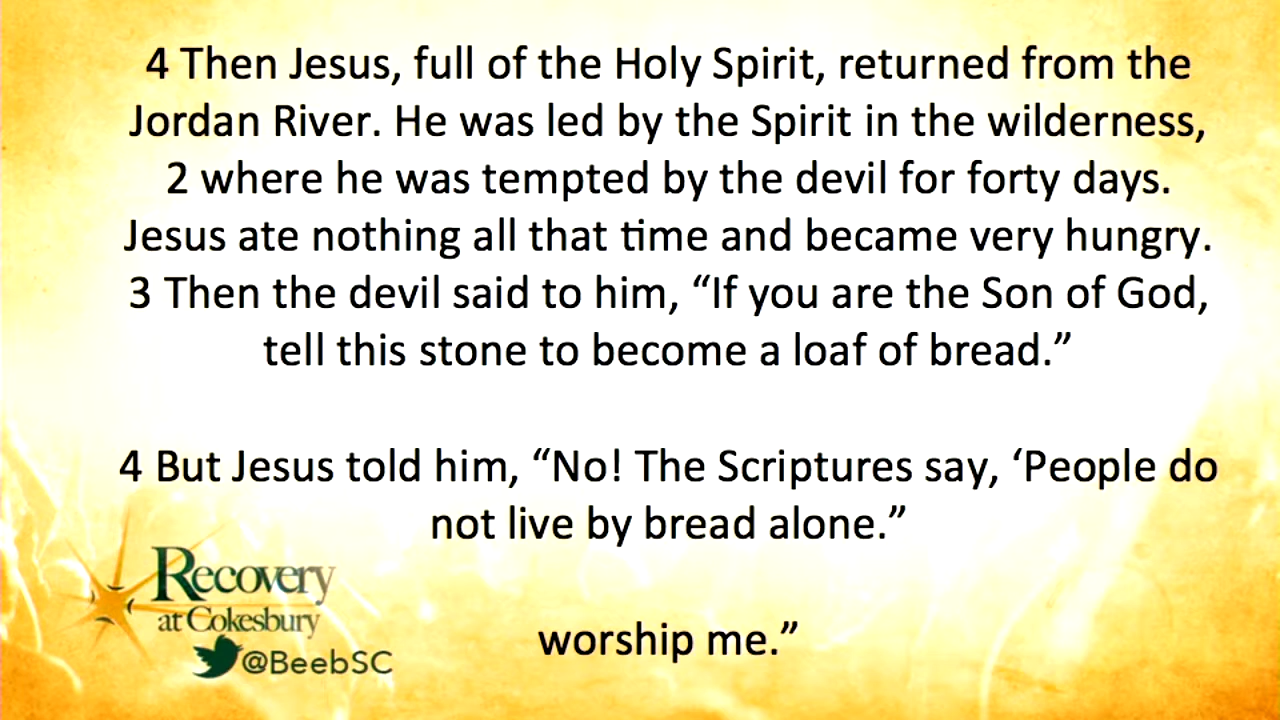 4 Then Jesus, full of the Holy Spirit, returned from the
Jordan River. He was led by the Spirit in the wilderness,
2 where he was tempted by the devil for forty days.
Jesus ate nothing all that time and became very hungry.
3 Then the devil said to him, “If you are the Son of God,
tell this stone to become a loaf of bread.”
4 But Jesus told him, “No! The Scriptures say, ‘People do
not live by bread alone.”
Recovery
at Cokesbury
@BeebSC
worship me.”